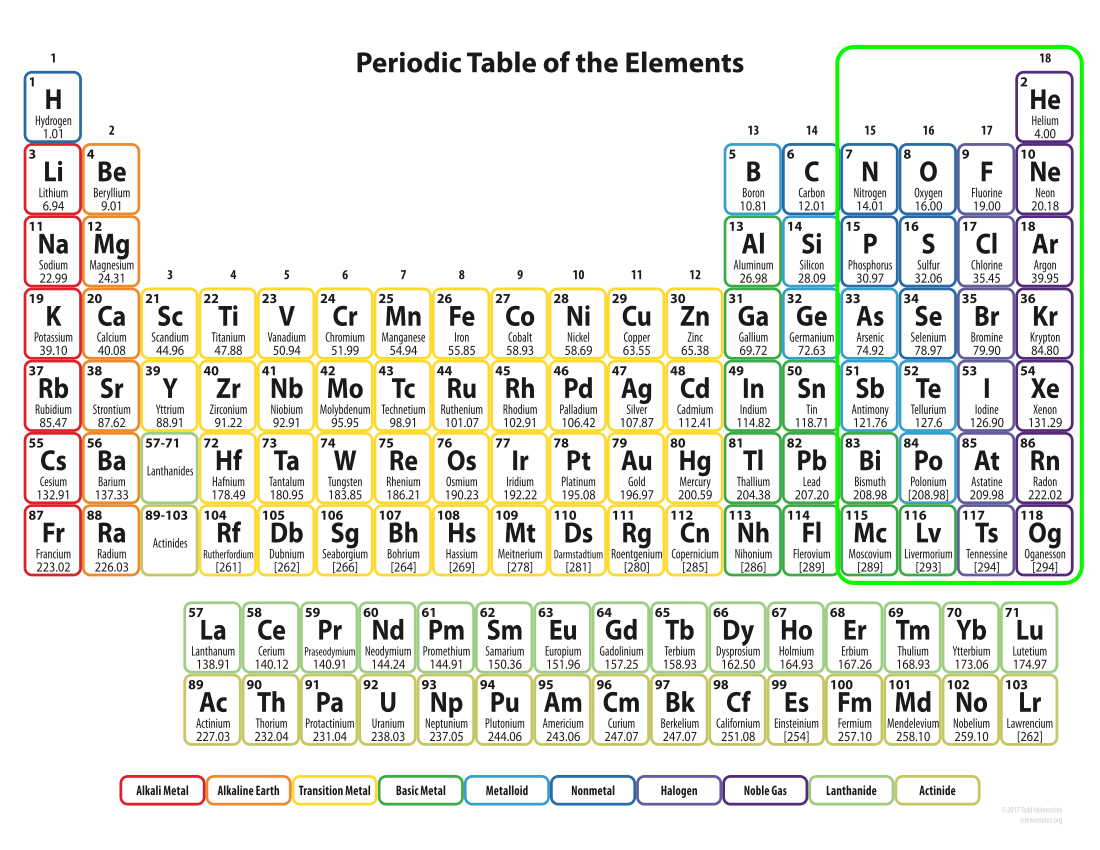 Periodic Table of the Elements
1 18
1 2
H He
Hydrogen Helium
1.01 4.00
2 13 14 15 16 17
3 4 5 6 7 8 9 10
Li Be B C N O F Ne
Lithium Beryllium Boron Carbon Nitrogen Oxygen Fluorine Neon
6.94 9.01 10.81 12.01 14.01 16.00 19.00 20.18
11 12 13 14 15 16 17 18
Na Mg Al Si P S Cl Ar
Sodium Magnesium Aluminum Silicon Phosphorus Sulfur Chlorine Argon
22.99 24.31 26.98 28.09 30.97 32.06 35.45 39.95
3 4 5 6 7 8 9 10 11 12
19 20 21 22 23 24 25 26 27 28 29 30 31 32 33 34 35 36
K Ca Sc Ti V Cr Mn Fe Co Ni Cu Zn Ga Ge As Se Br Kr
Potassium Calcium Scandium Titanium Vanadium Chromium Manganese Iron Cobalt Nickel Copper Zinc Gallium Germanium Arsenic Selenium Bromine Krypton
39.10 40.08 44.96 47.88 50.94 51.99 54.94 55.85 58.93 58.69 63.55 65.38 69.72 72.63 74.92 78.97 79.90 84.80
37 38 39 40 41 42 43 44 45 46 47 48 49 50 51 52 53 54
Rb Sr Y Zr Nb Mo Tc Ru Rh Pd Ag Cd In Sn Sb Te I Xe
Rubidium Strontium Yttrium Zirconium Niobium Molybdenum Technetium Ruthenium Rhodium Palladium Silver Cadmium Indium Tin Antimony Tellurium Iodine Xenon
85.47 87.62 88.91 91.22 92.91 95.95 98.91 101.07 102.91 106.42 107.87 112.41 114.82 118.71 121.76 127.6 126.90 131.29
55 56 57-71 72 73 74 75 76 77 78 79 80 81 82 83 84 85 86
Cs Ba Hf Ta W Re Os Ir Pt Au Hg Tl Pb Bi Po At Rn
Cesium Barium Lanthanides Hafnium Tantalum Tungsten Rhenium Osmium Iridium Platinum Gold Mercury Thallium Lead Bismuth Polonium Astatine Radon
132.91 137.33 178.49 180.95 183.85 186.21 190.23 192.22 195.08 196.97 200.59 204.38 207.20 208.98 [208.98] 209.98 222.02
87 88 89-103 104 105 106 107 108 109 110 111 112 113 114 115 116 117 118
Fr Ra Rf Db Sg Bh Hs Mt Ds Rg Cn Nh Fl Mc Lv Ts Og
Francium Radium Actinides Rutherfordium Dubnium Seaborgium Bohrium Hassium Meitnerium Darmstadtium Roentgenium Copernicium Nihonium Flerovium Moscovium Livermorium Tennessine Oganesson
223.02 226.03 [261] [262] [266] [264] [269] [278] [281] [280] [285] [286] [289] [289] [293] [294] [294]
57 58 59 60 61 62 63 64 65 66 67 68 69 70 71
La Ce Pr Nd Pm Sm Eu Gd Tb Dy Ho Er Tm Yb Lu
Lanthanum Cerium Praseodymium Neodymium Promethium Samarium Europium Gadolinium Terbium Dysprosium Holmium Erbium Thulium Ytterbium Lutetium
138.91 140.12 140.91 144.24 144.91 150.36 151.96 157.25 158.93 162.50 164.93 167.26 168.93 173.06 174.97
89 90 91 92 93 94 95 96 97 98 99 100 101 102 103
Ac Th Pa U Np Pu Am Cm Bk Cf Es Fm Md No Lr
Actinium Thorium Protactinium Uranium Neptunium Plutonium Americium Curium Berkelium Californium Einsteinium Fermium Mendelevium Nobelium Lawrencium
227.03 232.04 231.04 238.03 237.05 244.06 243.06 247.07 247.07 251.08 [254] 257.10 258.10 259.10 [262]
Alkali Metal Alkaline Earth Transition Metal Basic Metal Metalloid Nonmetal Halogen Noble Gas Lanthanide Actinide
©2017 Todd Helmenstine
sciencenotes.org